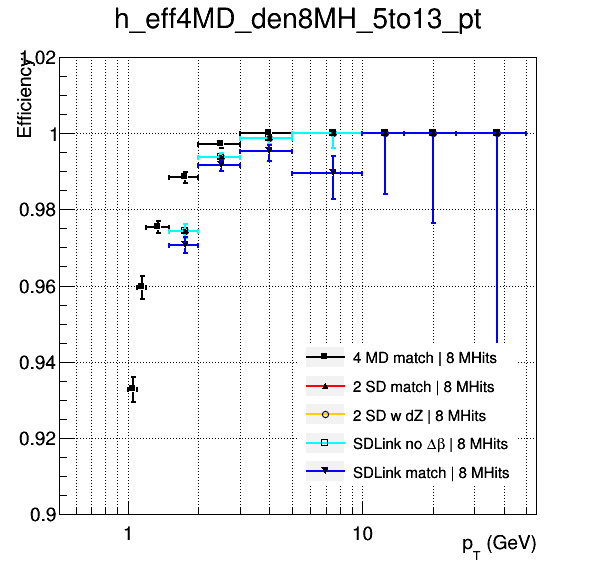 h_eff4MD_den8MH_5to13_pt
Efficiency
1.02
1
0.98
0.96
0.94
0.92
0.9
4 MD match | 8 MHits
2 SD match | 8 MHits
2 SD w dZ | 8 MHits
SDLink no Δβ | 8 MHits
SDLink match | 8 MHits
1
10
p_T (GeV)